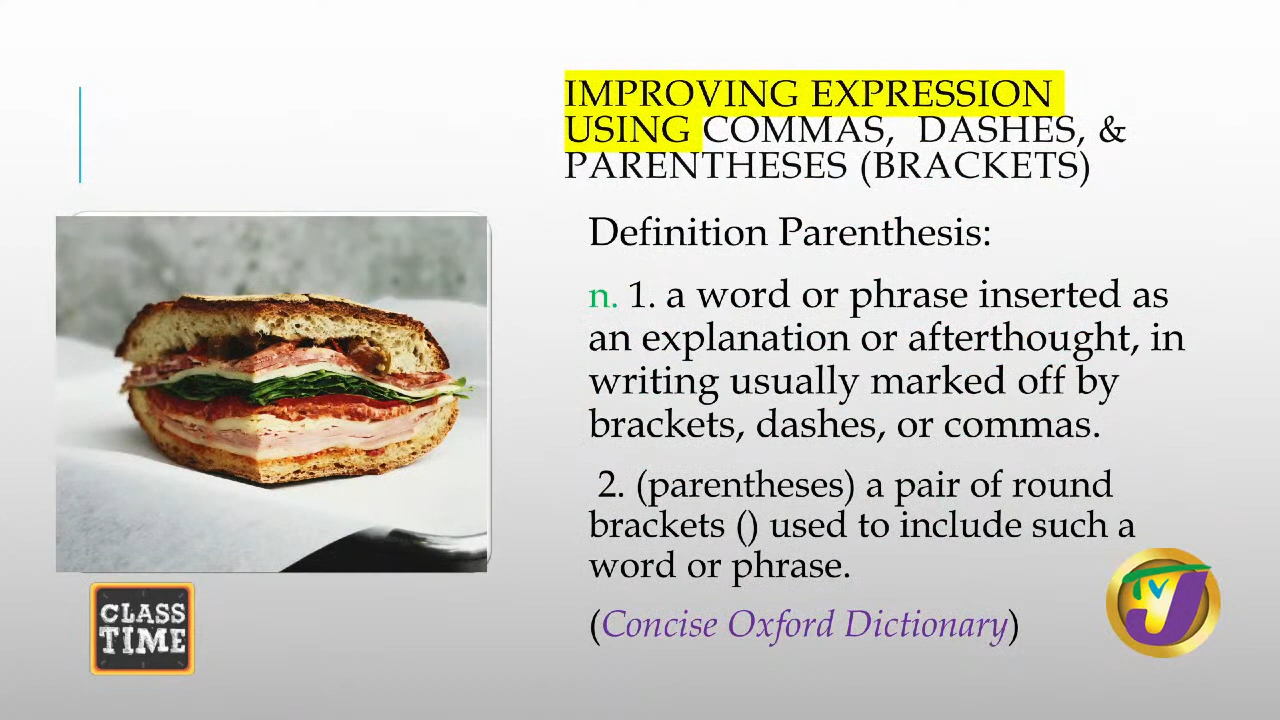 IMPROVING EXPRESSION
USING COMMAS, DASHES, &
PARENTHESES (BRACKETS)
Definition Parenthesis:
n. 1. a word or phrase inserted as
an explanation or afterthought, in
writing usually marked off by
brackets, dashes, or commas.
2. (parentheses) a pair of round
brackets () used to include such a
word or phrase.
(Concise Oxford Dictionary)
CLASS
TIME
TVJ